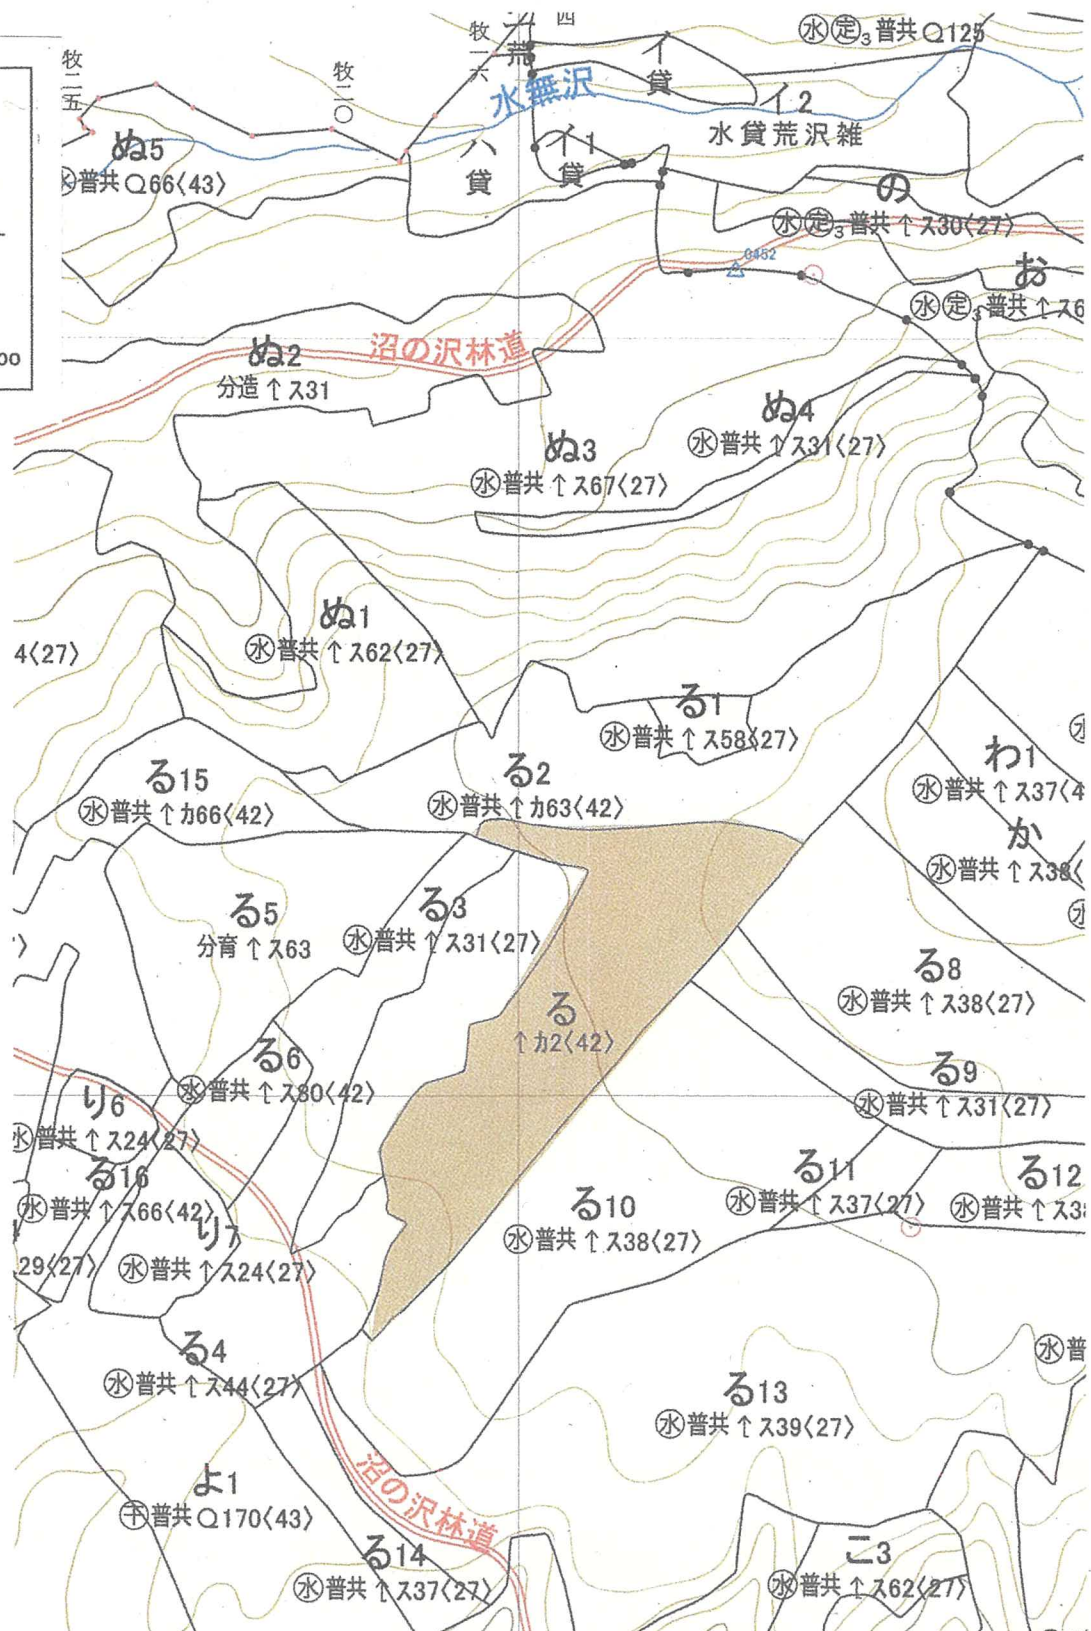 四
牧一六
荒
イ
貸
水定3普共Q125
牧二五
牧二〇
水無沢
イ2
水貸荒沢雑
ぬ5
普共Q66〈43〉
ハ
貸
イ1
貸
の
水定3普共↑ス30〈27〉
0452
お
水定3普共↑ス6
00
沼の沢林道
ぬ2
分造↑ス31
ぬ4
水普共↑ス31〈27〉
ぬ3
水普共↑ス67〈27〉
ぬ1
水普共↑ス62〈27〉
4〈27〉
る1
水普共↑ス58〈27〉
わ1
水普共↑ス37〈4
る15
水普共↑カ66〈42〉
る2
水普共↑カ63〈42〉
か
水普共↑ス38〈
る5
分育↑ス63
る3
水普共↑ス31〈27〉
る8
水普共↑ス38〈27〉
る
↑カ2〈42〉
る6
水普共↑ス80〈42〉
る9
水普共↑ス31〈27〉
り6
水普共↑ス24〈27〉
る16
水普共↑ス66〈42〉
る11
水普共↑ス37〈27〉
る12
水普共↑ス3
る10
水普共↑ス38〈27〉
り7
水普共↑ス24〈27〉
29〈27〉
る4
水普共↑ス44〈27〉
水普
る13
水普共↑ス39〈27〉
よ1
干普共Q170〈43〉
沼の沢林道
る14
水普共↑ス37〈27〉
こ3
水普共↑ス62〈27〉